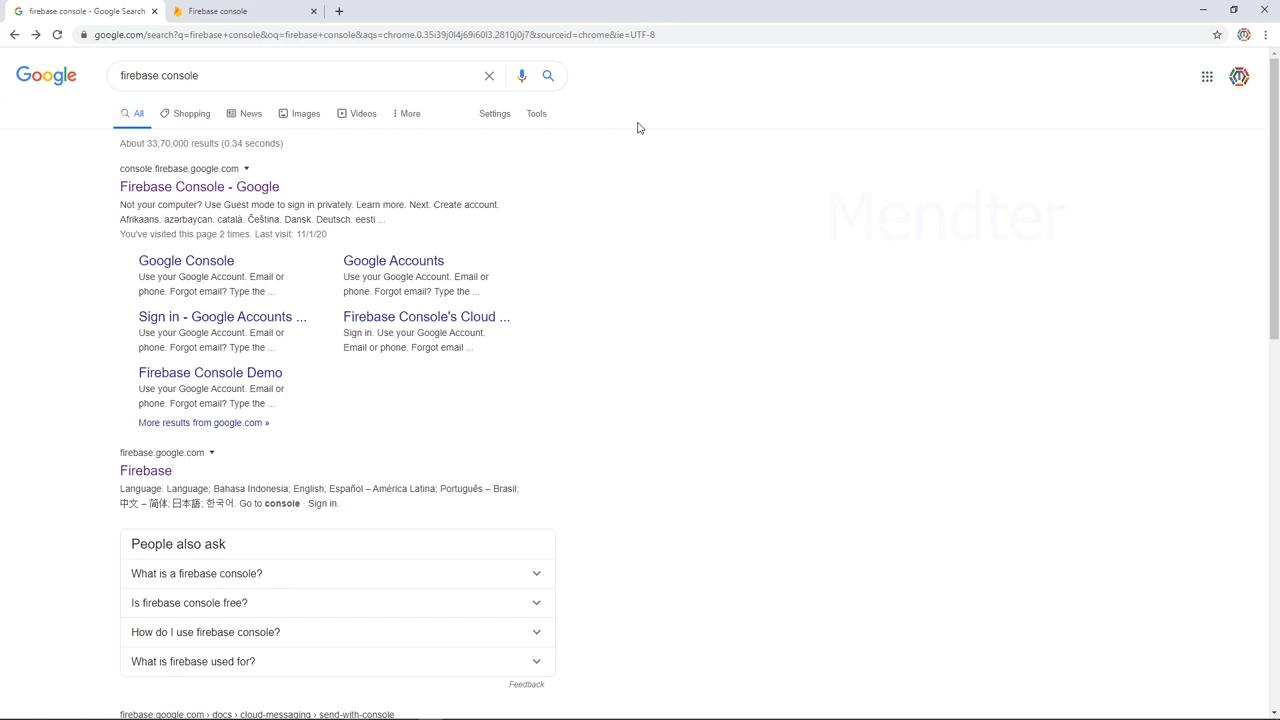 firebase console - Google Search
Firebase console
google.com/search?q=firebase+console&oq=firebase+console&aqs=chrome.0.35i39j0l4j69i60l3.2810j0j7&sourceid=chrome&ie=UTF-8
Google
firebase console
All
Shopping
News
Images
Videos
More
Settings
Tools
About 33,70,000 results (0.34 seconds)
console.firebase.google.com
Firebase Console - Google
Not your computer? Use Guest mode to sign in privately. Learn more. Next. Create account.
Afrikaans. azərbaycan. català. Čeština. Dansk. Deutsch. eesti ...
You've visited this page 2 times. Last visit: 11/1/20
Google Console
Use your Google Account. Email or
phone. Forgot email? Type the ...
Google Accounts
Use your Google Account. Email or
phone. Forgot email? Type the ...
Sign in - Google Accounts ...
Use your Google Account. Email or
phone. Forgot email? Type the ...
Firebase Console's Cloud ...
Sign in. Use your Google Account.
Email or phone. Forgot email ...
Firebase Console Demo
Use your Google Account. Email or
phone. Forgot email? Type the ...
More results from google.com »
firebase.google.com
Firebase
Language. Language; Bahasa Indonesia; English; Español – América Latina; Português – Brasil;
中文 – 简体; 日本語; 한국어. Go to console · Sign in.
People also ask
What is a firebase console?
Is firebase console free?
How do I use firebase console?
What is firebase used for?
Feedback
firebase.google.com › docs › cloud-messaging › send-with-console
Mendter